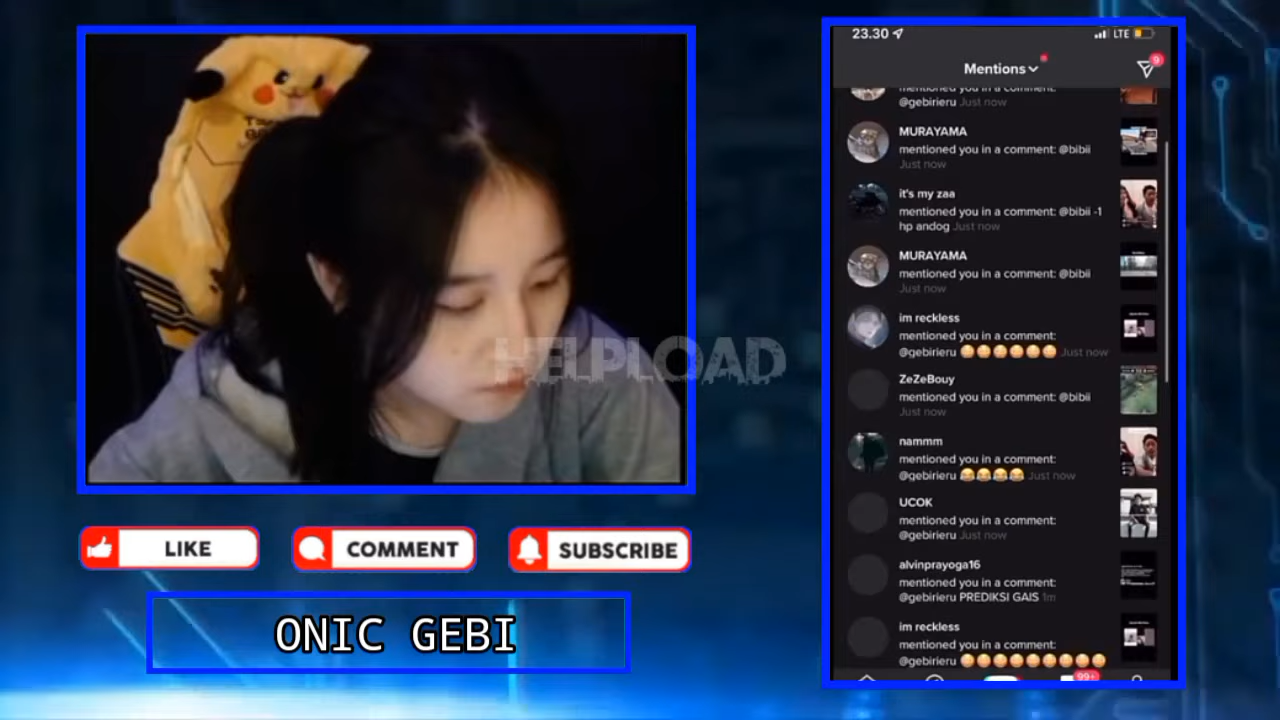 HELPLOAD
LIKE
COMMENT
SUBSCRIBE
ONIC GEBI
23.30
LTE
Mentions
9
mentioned you in a comment:
@gebirieru Just now
MURAYAMA
mentioned you in a comment: @bibii
Just now
it's my zaa
mentioned you in a comment: @bibii -1
hp andog Just now
MURAYAMA
mentioned you in a comment: @bibii
Just now
im reckless
mentioned you in a comment:
@gebirieru 😳😳😳😳😳😳 Just now
ZeZeBouy
mentioned you in a comment: @bibii
Just now
nammm
mentioned you in a comment:
@gebirieru 😂😂😂😂 Just now
UCOK
mentioned you in a comment:
@gebirieru Just now
alvinprayoga16
mentioned you in a comment:
@gebirieru PREDIKSI GAIS 1m
im reckless
mentioned you in a comment:
@gebirieru 😳😳😳😳😳😳😳😳😳
99+